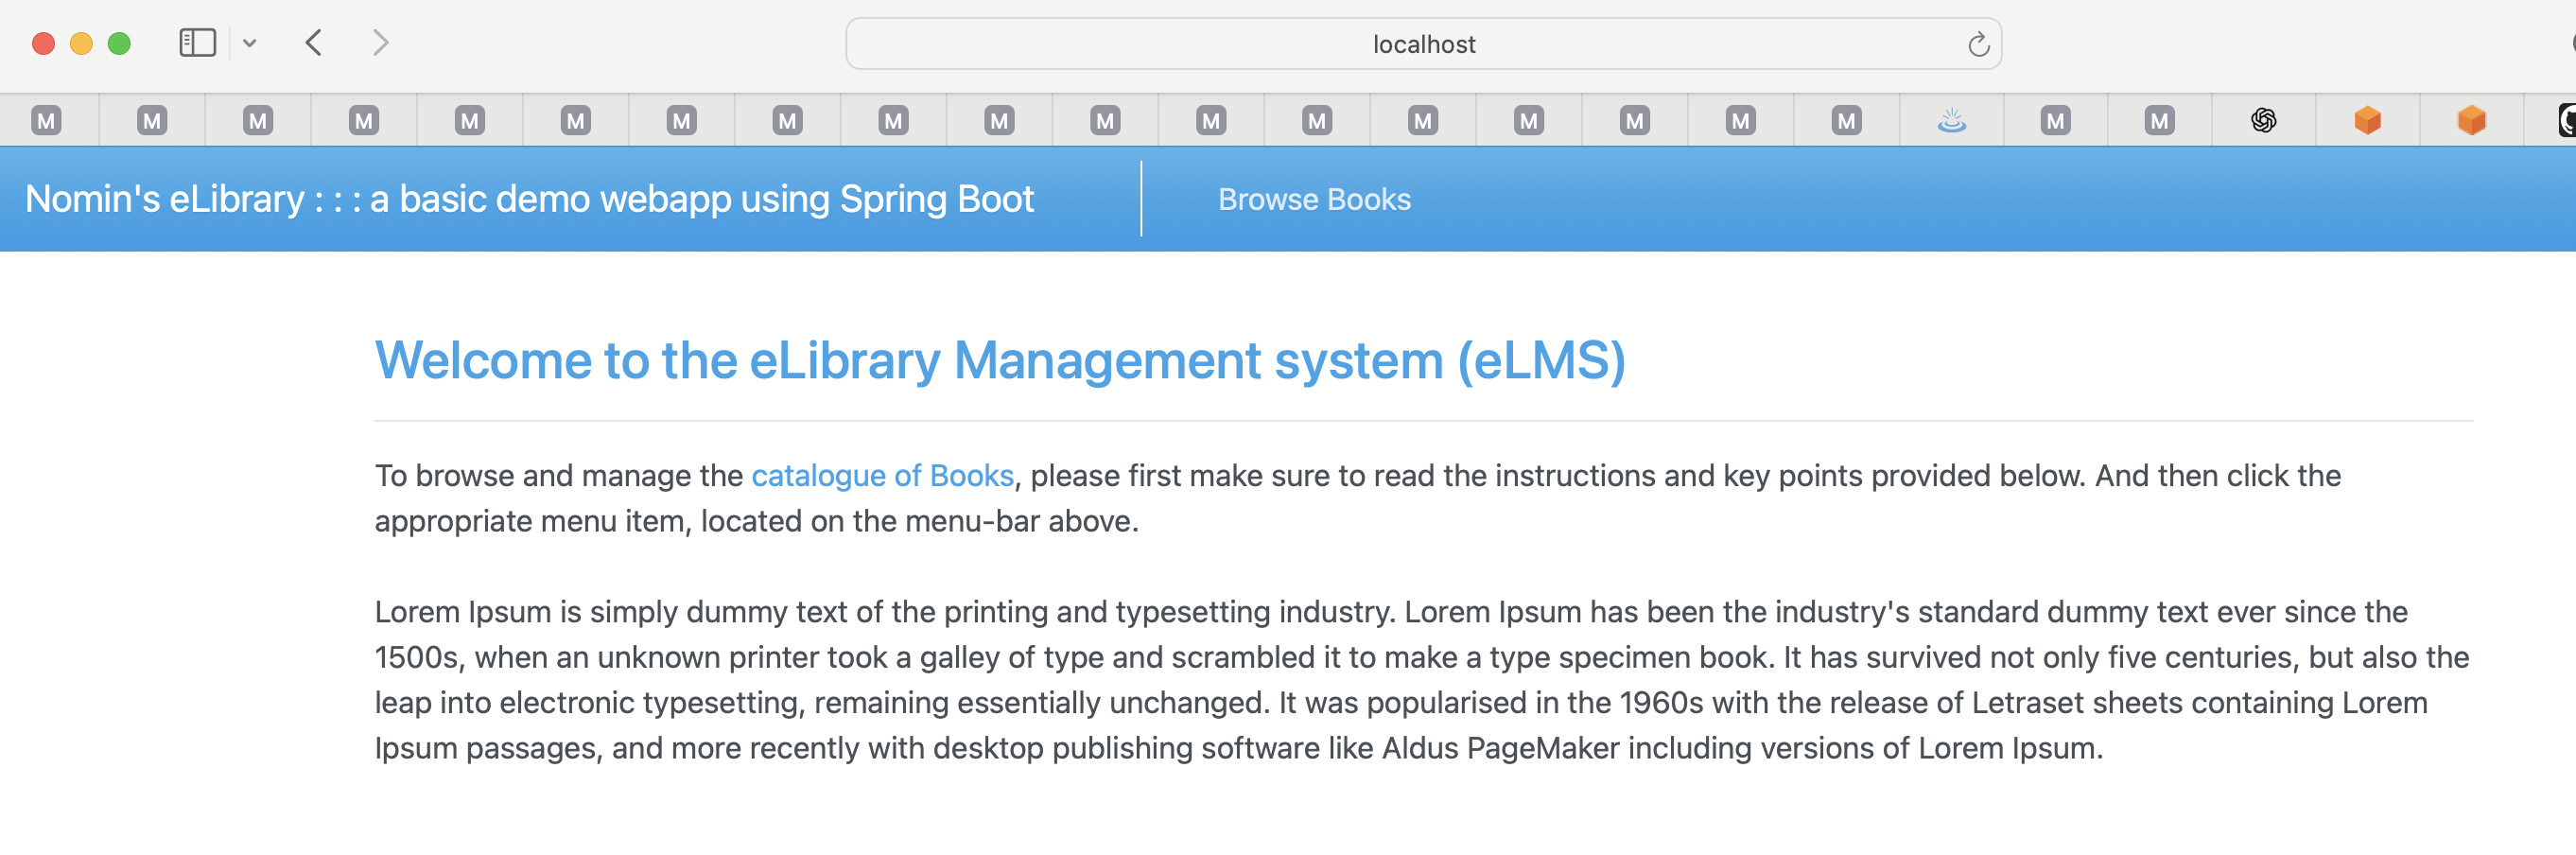 localhost
M M M M M M M M M M M M M M M M M M M M
Nomin's eLibrary : : : a basic demo webapp using Spring Boot
Browse Books
Welcome to the eLibrary Management system (eLMS)
To browse and manage the catalogue of Books, please first make sure to read the instructions and key points provided below. And then click the
appropriate menu item, located on the menu-bar above.
Lorem Ipsum is simply dummy text of the printing and typesetting industry. Lorem Ipsum has been the industry's standard dummy text ever since the
1500s, when an unknown printer took a galley of type and scrambled it to make a type specimen book. It has survived not only five centuries, but also the
leap into electronic typesetting, remaining essentially unchanged. It was popularised in the 1960s with the release of Letraset sheets containing Lorem
Ipsum passages, and more recently with desktop publishing software like Aldus PageMaker including versions of Lorem Ipsum.